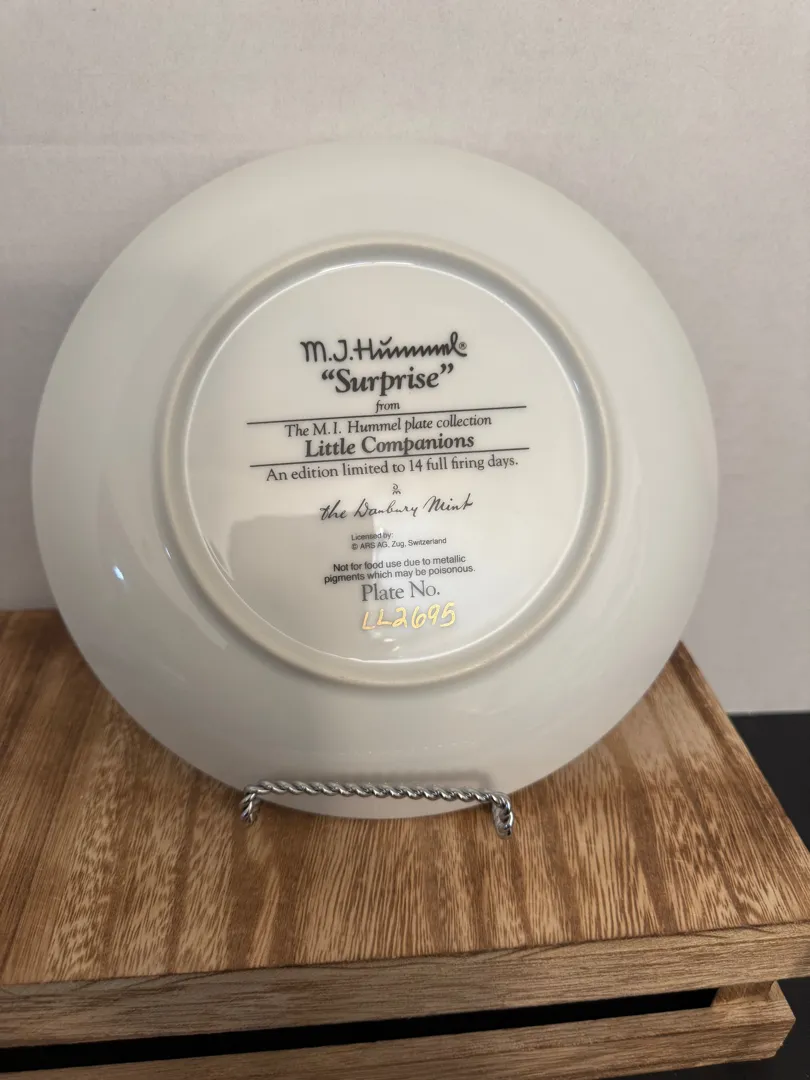 M.J.Hummel®
“Surprise”
from
The M.I. Hummel plate collection
Little Companions
An edition limited to 14 full firing days.
the Danbury Mint
Licensed by:
© ARS AG, Zug, Switzerland
Not for food use due to metallic
pigments which may be poisonous.
Plate No.
LL2695